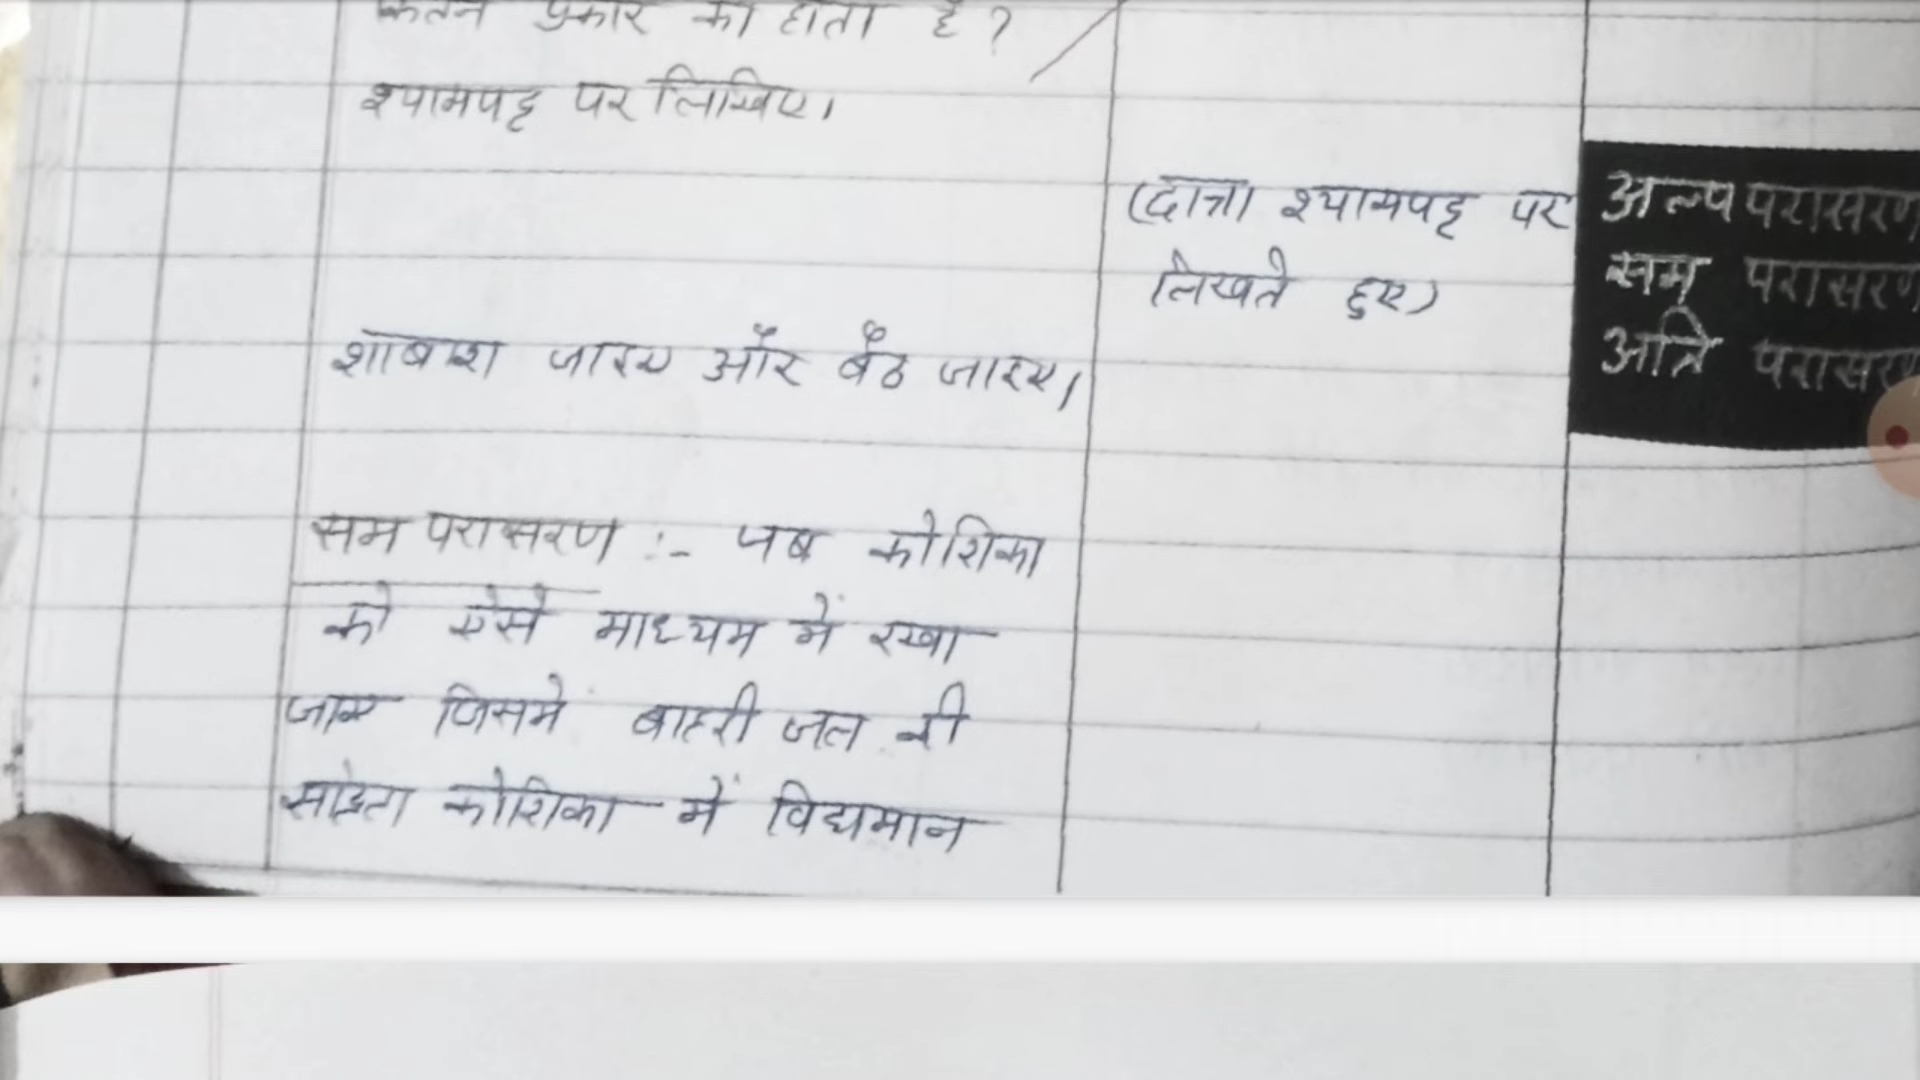 कितने प्रकार का होता है ?
श्यामपट्ट पर लिखिए।
(छात्रा श्यामपट्ट पर
लिखते हुए)
अल्प परासरण
सम परासरण
अति परासरण
शाबाश जाइए और बैठ जाइए।
सम परासरण :- जब कोशिका
को ऐसे माध्यम में रखा
जाए जिसमें बाहरी जल की
सांद्रता कोशिका में विद्यमान